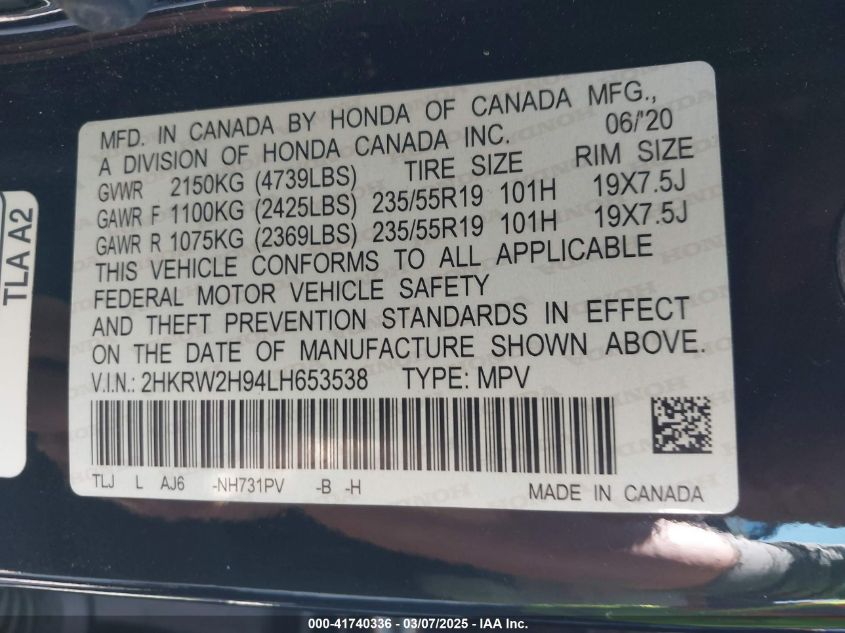 MFD. IN CANADA BY HONDA OF CANADA MFG.,
A DIVISION OF HONDA CANADA INC. 06/'20
GVWR 2150KG (4739LBS) TIRE SIZE RIM SIZE
GAWR F 1100KG (2425LBS) 235/55R19 101H 19X7.5J
GAWR R 1075KG (2369LBS) 235/55R19 101H 19X7.5J
THIS VEHICLE CONFORMS TO ALL APPLICABLE
FEDERAL MOTOR VEHICLE SAFETY
AND THEFT PREVENTION STANDARDS IN EFFECT
ON THE DATE OF MANUFACTURE SHOWN ABOVE.
V.I.N.: 2HKRW2H94LH653538 TYPE: MPV
TLJ L AJ6 -NH731PV -B -H MADE IN CANADA
TLA A2
000-41740336 - 03/07/2025 - IAA Inc.